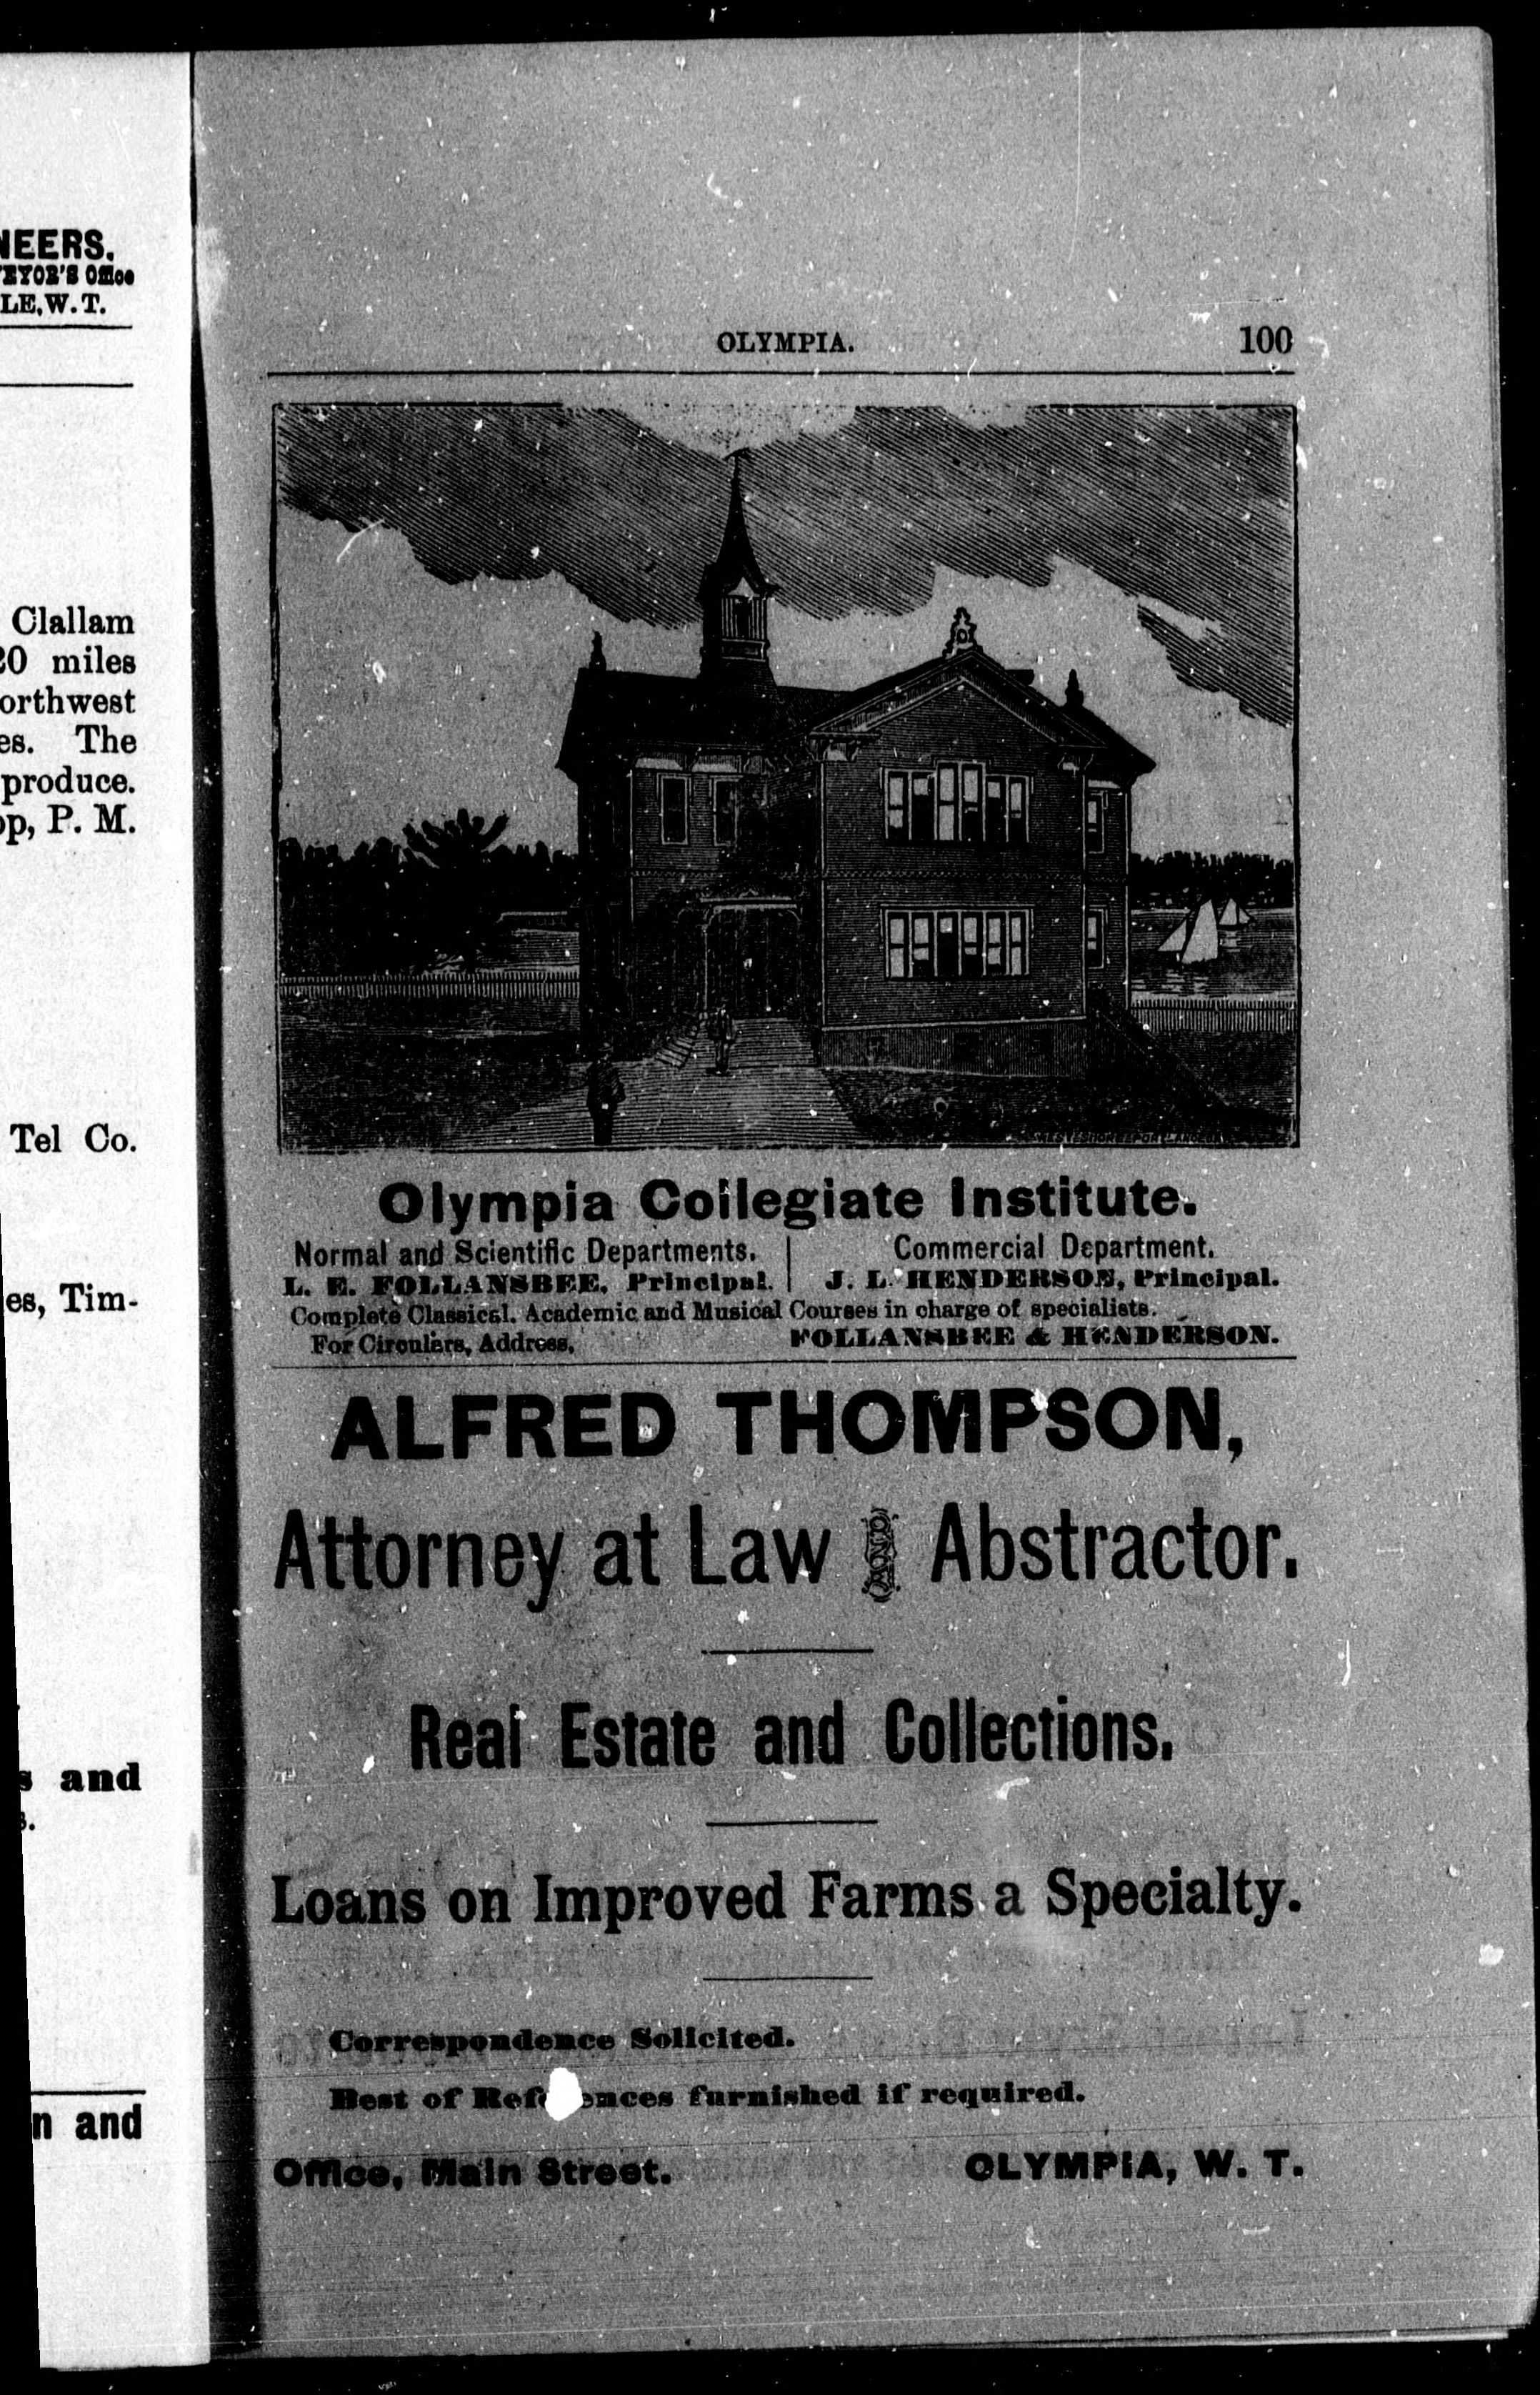 NEERS.
VEYOR'S Office
LE, W. T.
Clallam
20 miles
orthwest
es. The
produce.
op, P. M.
Tel Co.
es, Tim-
s and
s.
n and
OLYMPIA. 100
Olympia Collegiate Institute.
Normal and Scientific Departments. | Commercial Department.
L. E. FOLLANSBEE, Principal. | J. L. HENDERSON, Principal.
Complete Classical. Academic and Musical Courses in charge of specialists.
For Circulars, Address, FOLLANSBEE & HENDERSON.
ALFRED THOMPSON,
Attorney at Law AND Abstractor.
Real Estate and Collections.
Loans on Improved Farms a Specialty.
Correspondence Solicited.
Best of References furnished if required.
Office, Main Street. OLYMPIA, W. T.